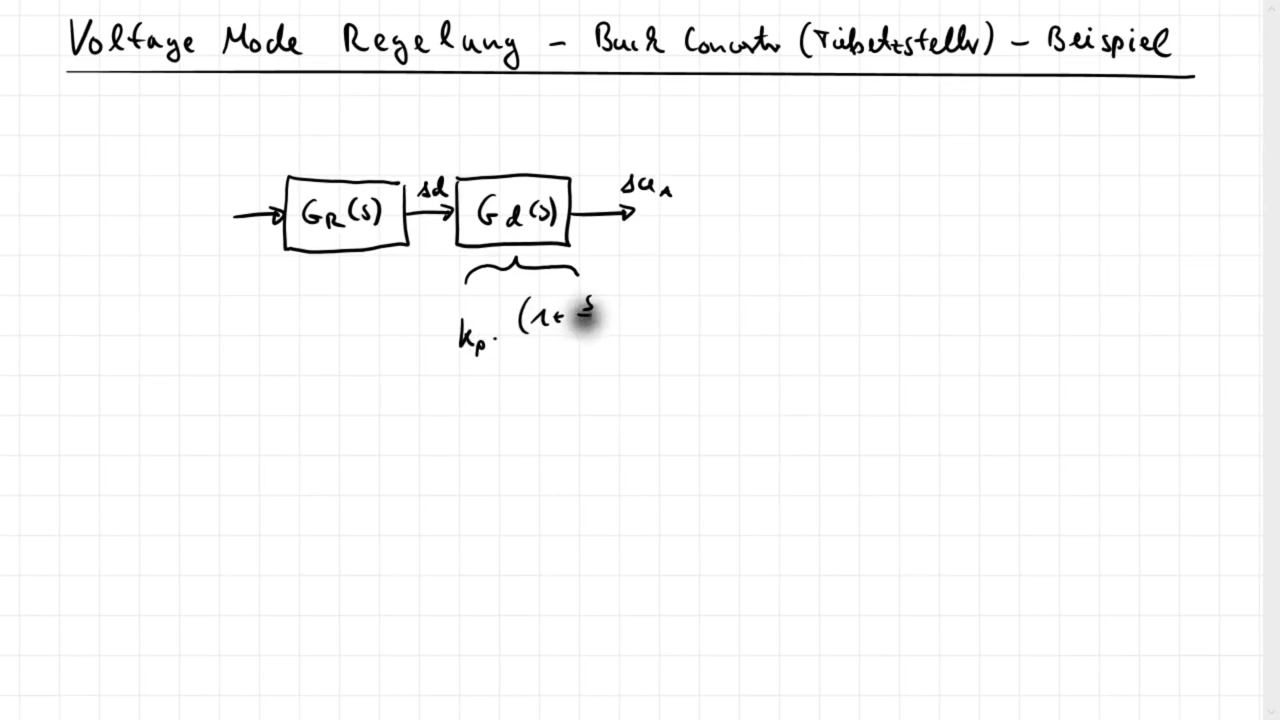 Voltage Mode Regelung - Buck Converter (Tiefsetzsteller) - Beispiel
G_R(s) Δd G_d(s) Δu_A
k_p · (1+ s